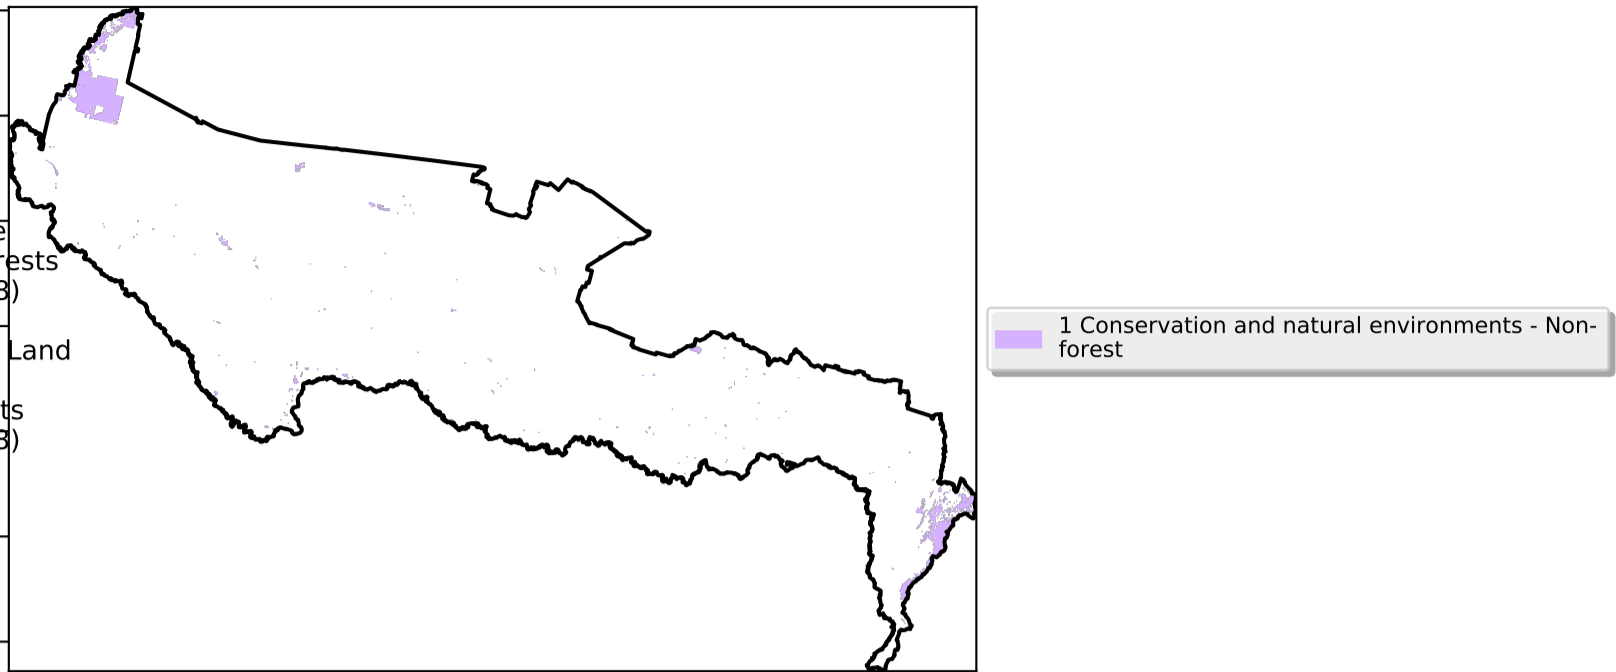 rests
3)
Land
ts
3)
1 Conservation and natural environments - Non-
forest